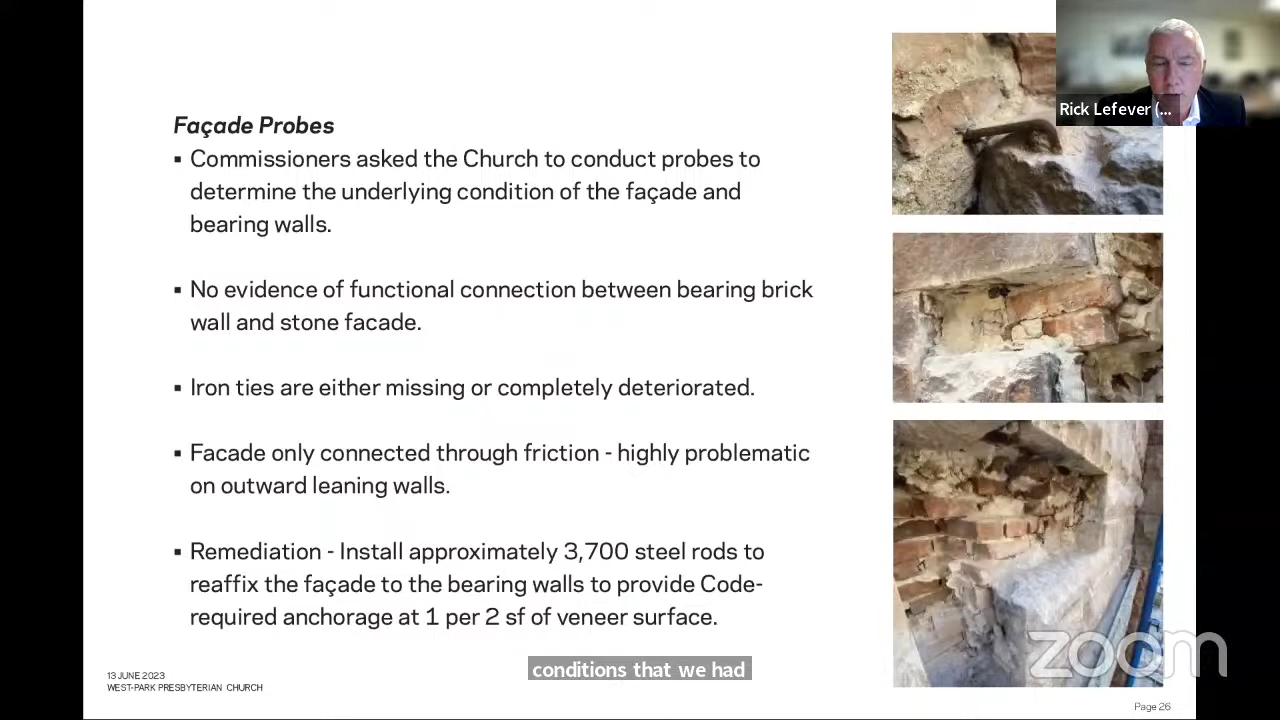 Façade Probes
▪ Commissioners asked the Church to conduct probes to
determine the underlying condition of the façade and
bearing walls.
▪ No evidence of functional connection between bearing brick
wall and stone facade.
▪ Iron ties are either missing or completely deteriorated.
▪ Facade only connected through friction - highly problematic
on outward leaning walls.
▪ Remediation - Install approximately 3,700 steel rods to
reaffix the façade to the bearing walls to provide Code-
required anchorage at 1 per 2 sf of veneer surface.
Rick Lefever (...
conditions that we had
zoom
13 JUNE 2023
WEST-PARK PRESBYTERIAN CHURCH
Page 26